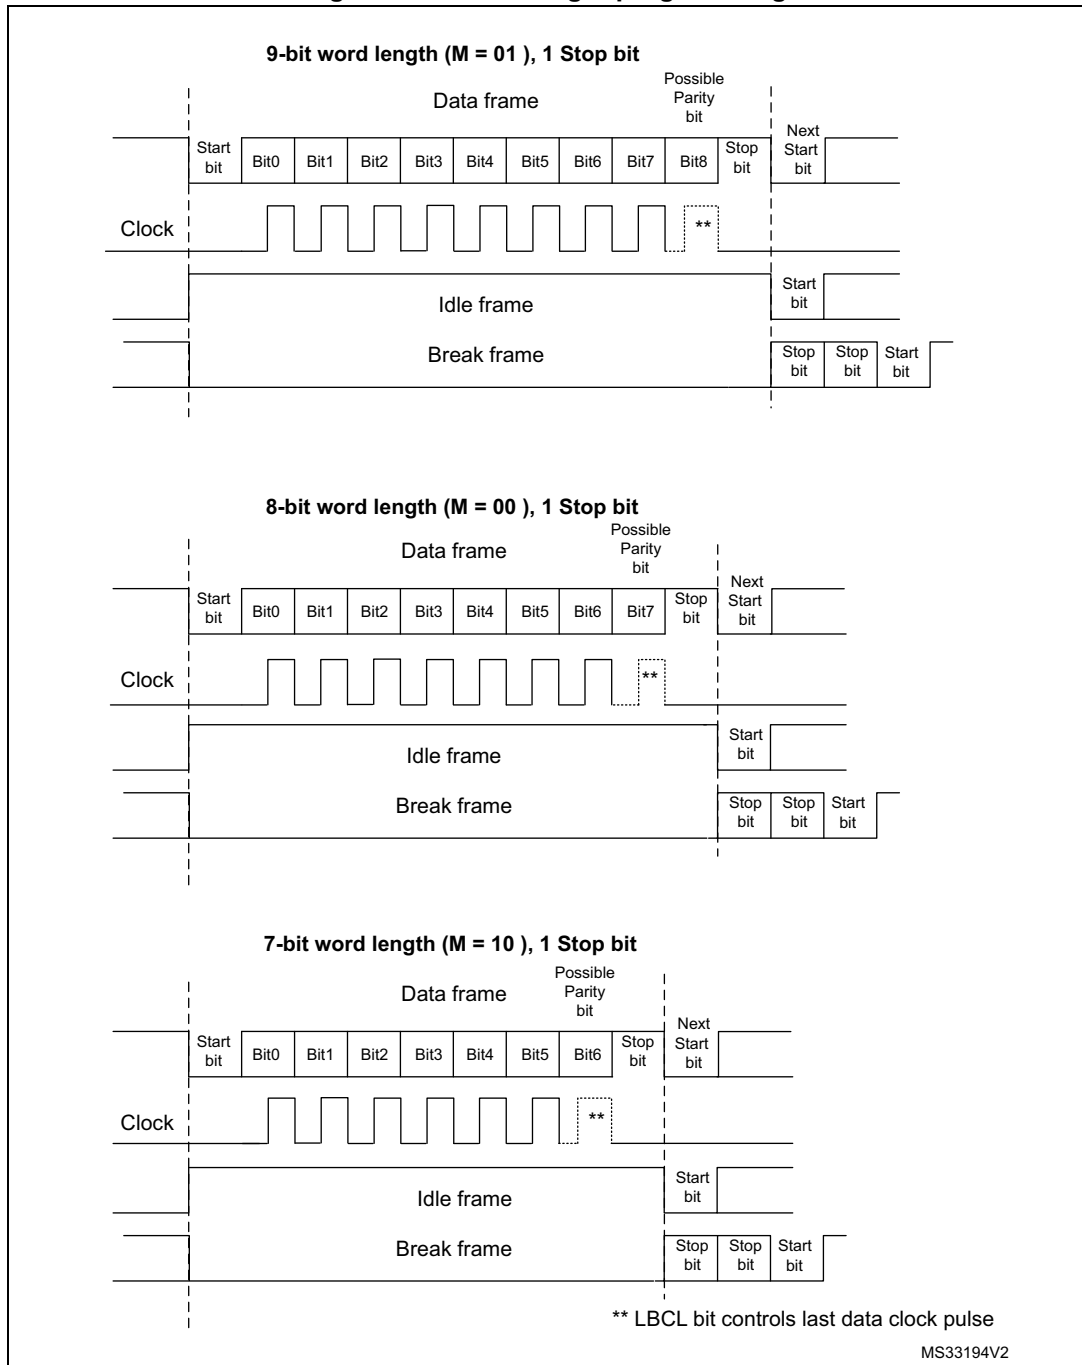 9-bit word length (M = 01 ), 1 Stop bit
Possible
Parity
bit
Data frame
Next
Start
bit
Start
bit
Bit0 Bit1 Bit2 Bit3 Bit4 Bit5 Bit6 Bit7 Bit8
Stop
bit
Clock
**
Idle frame
Start
bit
Break frame
Stop
bit
Stop
bit
Start
bit
8-bit word length (M = 00 ), 1 Stop bit
Possible
Parity
bit
Data frame
Next
Start
bit
Start
bit
Bit0 Bit1 Bit2 Bit3 Bit4 Bit5 Bit6 Bit7
Stop
bit
Clock
**
Idle frame
Start
bit
Break frame
Stop
bit
Stop
bit
Start
bit
7-bit word length (M = 10 ), 1 Stop bit
Possible
Parity
bit
Data frame
Next
Start
bit
Start
bit
Bit0 Bit1 Bit2 Bit3 Bit4 Bit5 Bit6
Stop
bit
Clock
**
Idle frame
Start
bit
Break frame
Stop
bit
Stop
bit
Start
bit
** LBCL bit controls last data clock pulse
MS33194V2